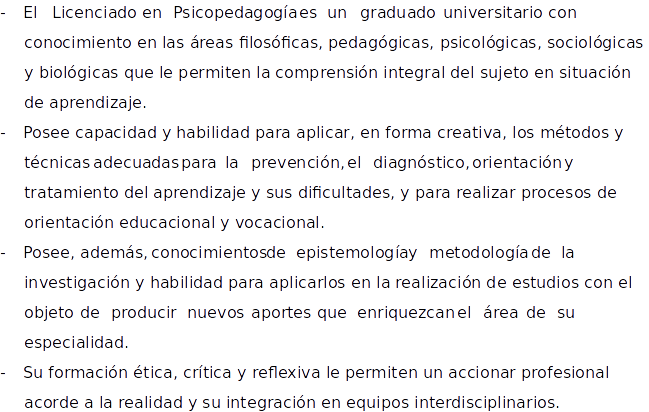 - El Licenciado en Psicopedagogía es un graduado universitario con
conocimiento en las áreas filosóficas, pedagógicas, psicológicas, sociológicas
y biológicas que le permiten la comprensión integral del sujeto en situación
de aprendizaje.
- Posee capacidad y habilidad para aplicar, en forma creativa, los métodos y
técnicas adecuadas para la prevención, el diagnóstico, orientación y
tratamiento del aprendizaje y sus dificultades, y para realizar procesos de
orientación educacional y vocacional.
- Posee, además, conocimientosde epistemologíay metodología de la
investigación y habilidad para aplicarlos en la realización de estudios con el
objeto de producir nuevos aportes que enriquezcan el área de su
especialidad.
- Su formación ética, crítica y reflexiva le permiten un accionar profesional
acorde a la realidad y su integración en equipos interdisciplinarios.